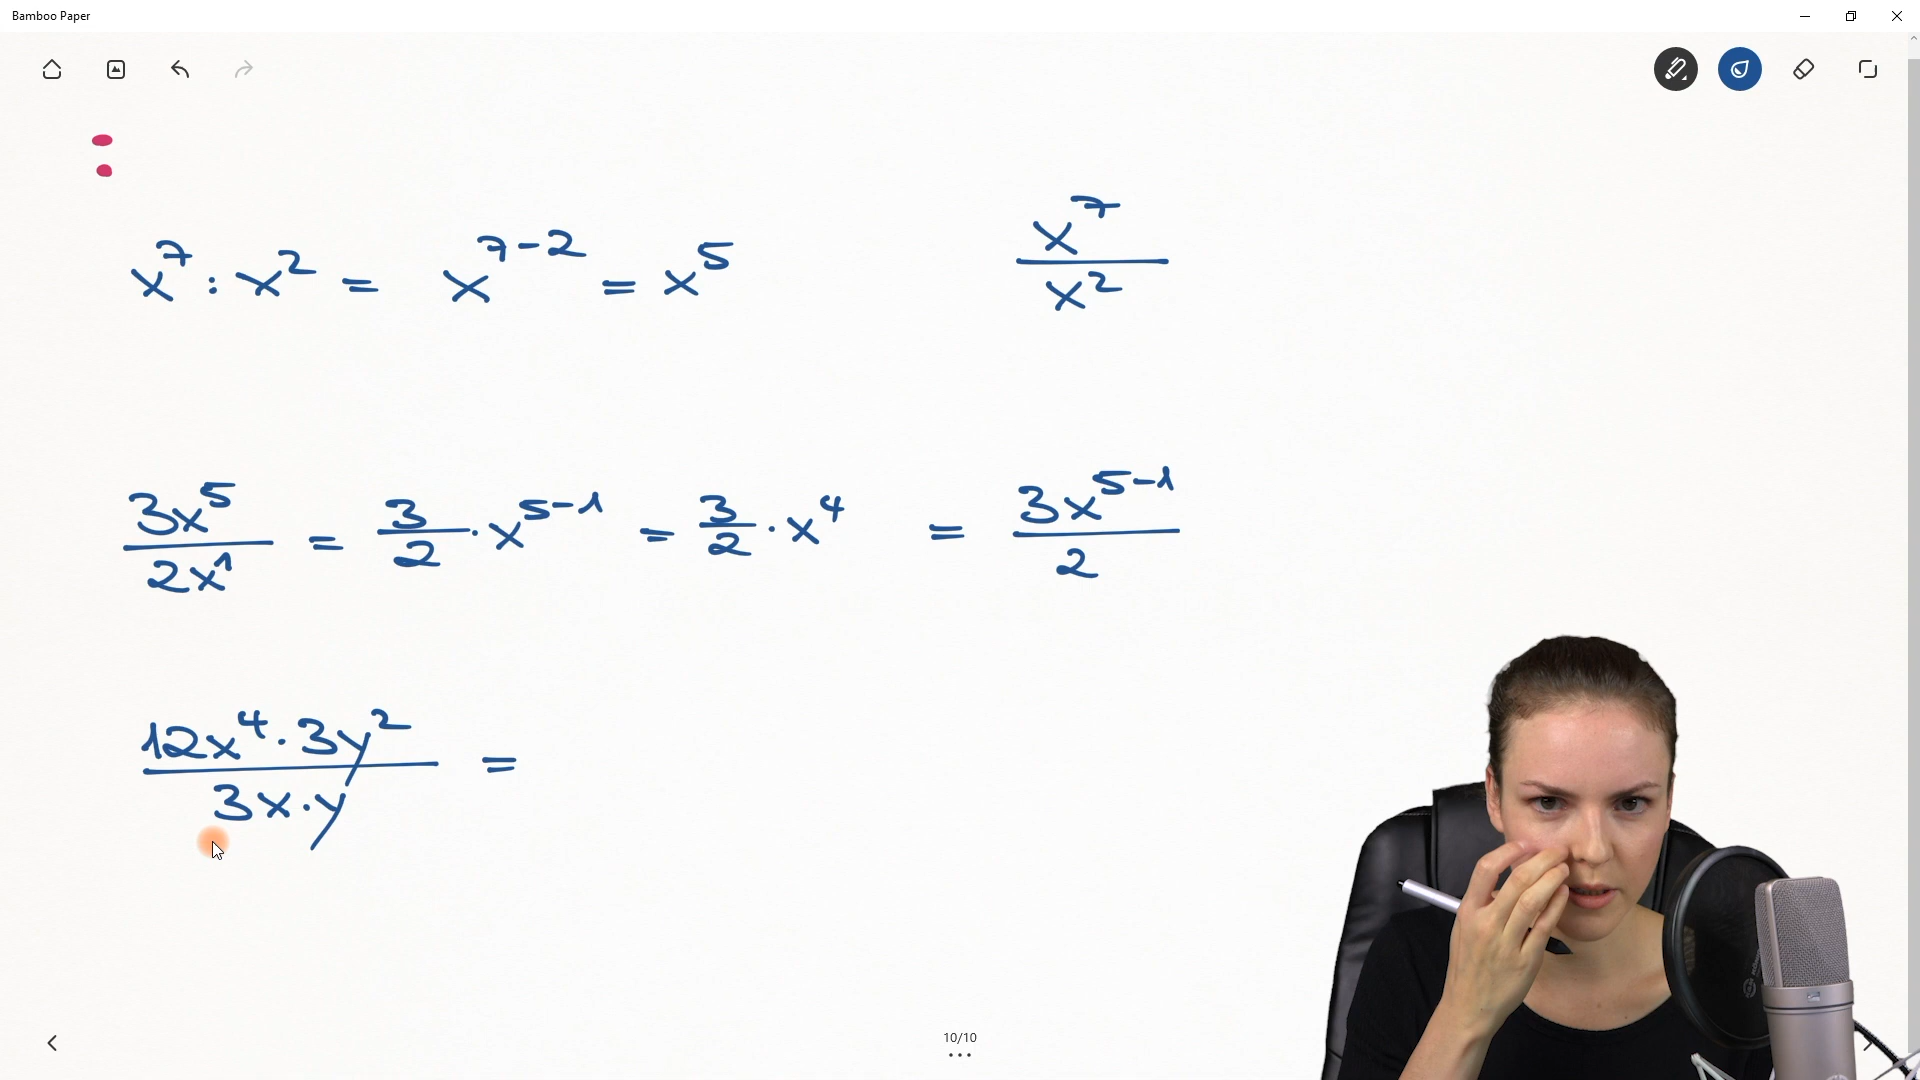 Bamboo Paper
:
x⁷ : x² = x⁷⁻² = x⁵
x⁷
x²
3x⁵ / 2x¹ = 3/2 · x⁵⁻¹ = 3/2 · x⁴ = 3x⁵⁻¹ / 2
12x⁴ · 3y² / 3x · y =
10/10